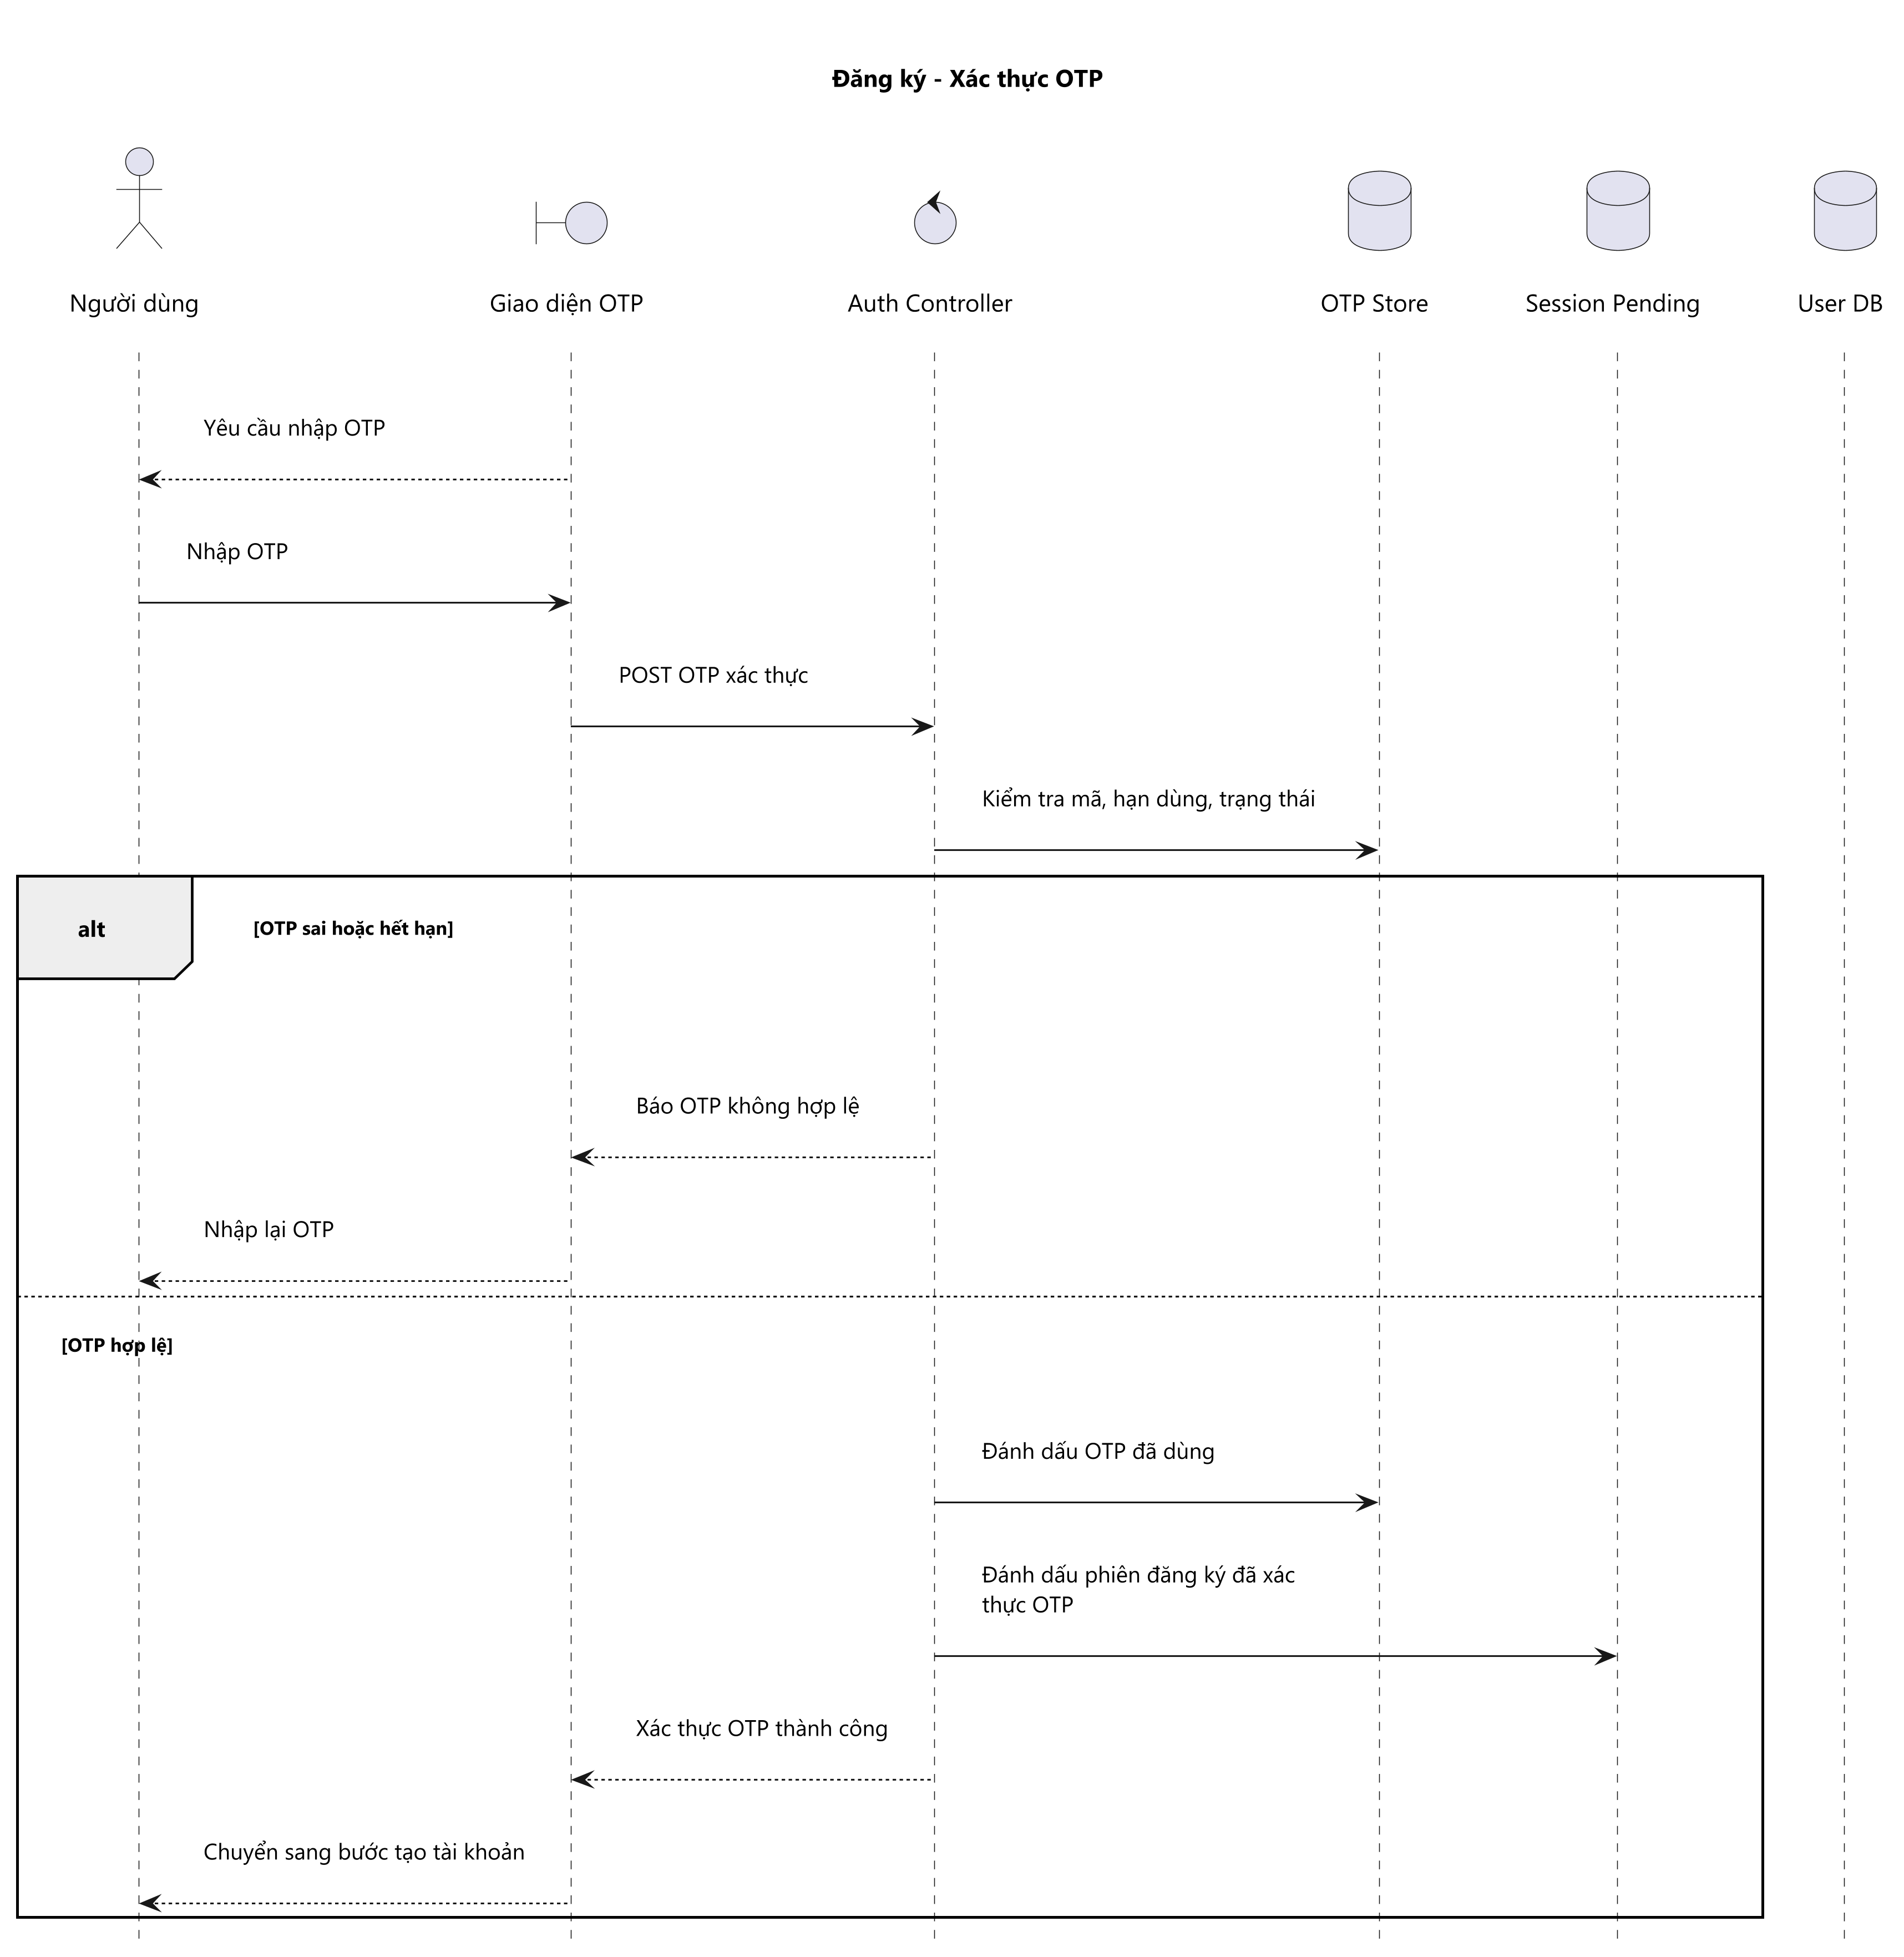 Đăng ký - Xác thực OTP
Người dùng
Giao diện OTP
Auth Controller
OTP Store
Session Pending
User DB
Yêu cầu nhập OTP
Nhập OTP
POST OTP xác thực
Kiểm tra mã, hạn dùng, trạng thái
alt
[OTP sai hoặc hết hạn]
Báo OTP không hợp lệ
Nhập lại OTP
[OTP hợp lệ]
Đánh dấu OTP đã dùng
Đánh dấu phiên đăng ký đã xác
thực OTP
Xác thực OTP thành công
Chuyển sang bước tạo tài khoản